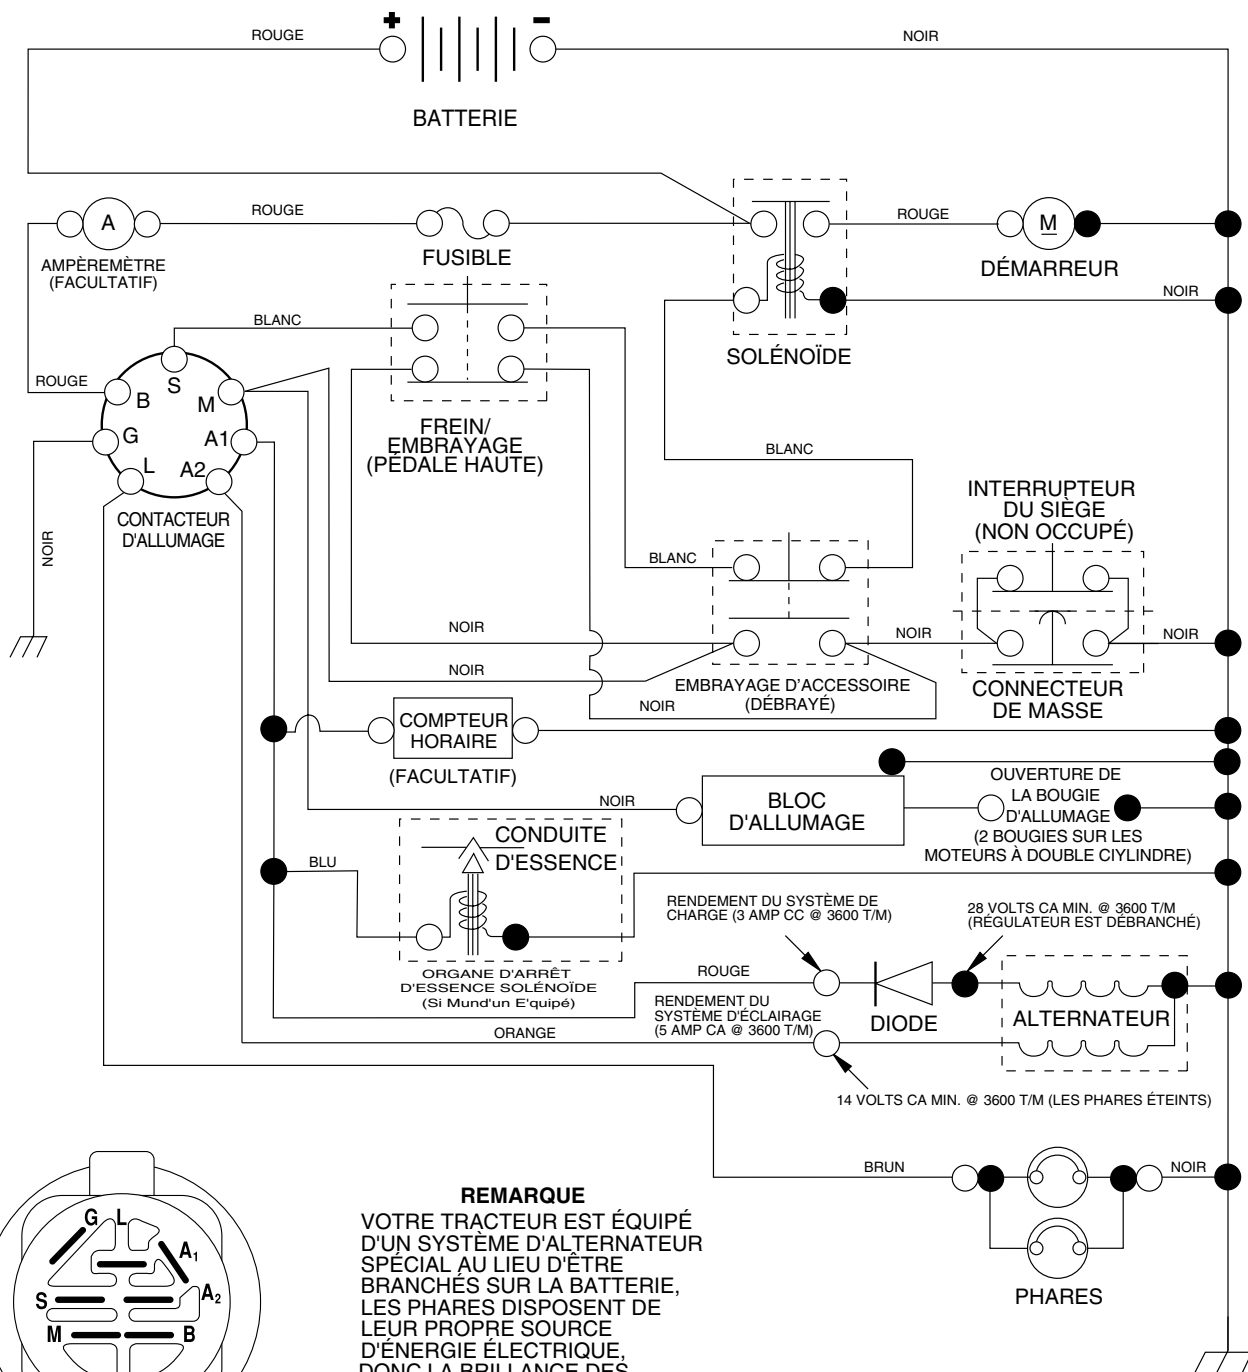 ROUGE
+
-
NOIR
BATTERIE
A
ROUGE
ROUGE
M
AMPÈREMÈTRE
(FACULTATIF)
FUSIBLE
DÉMARREUR
NOIR
BLANC
SOLÉNOÏDE
ROUGE
S
B
M
G
A1
L
A2
FREIN/
EMBRAYAGE
(PÉDALE HAUTE)
BLANC
CONTACTEUR
D'ALLUMAGE
NOIR
INTERRUPTEUR
DU SIÈGE
(NON OCCUPÉ)
BLANC
NOIR
NOIR
NOIR
NOIR
EMBRAYAGE D'ACCESSOIRE
(DÉBRAYÉ)
CONNECTEUR
DE MASSE
NOIR
COMPTEUR
HORAIRE
(FACULTATIF)
NOIR
BLOC
D'ALLUMAGE
OUVERTURE DE
LA BOUGIE
D'ALLUMAGE
(2 BOUGIES SUR LES
MOTEURS À DOUBLE CIYLINDRE)
CONDUITE
D'ESSENCE
BLU
RENDEMENT DU SYSTÈME DE
CHARGE (3 AMP CC @ 3600 T/M)
28 VOLTS CA MIN. @ 3600 T/M
(RÉGULATEUR EST DÉBRANCHÉ)
ORGANE D'ARRÊT
D'ESSENCE SOLÉNOÏDE
(Si Mund'un E'quipé)
ROUGE
RENDEMENT DU
SYSTÈME D'ÉCLAIRAGE
(5 AMP CA @ 3600 T/M)
DIODE
ALTERNATEUR
ORANGE
14 VOLTS CA MIN. @ 3600 T/M (LES PHARES ÉTEINTS)
BRUN
NOIR
PHARES
G
L
A1
A2
S
M
B
REMARQUE
VOTRE TRACTEUR EST ÉQUIPÉ
D'UN SYSTÈME D'ALTERNATEUR
SPÉCIAL AU LIEU D'ÊTRE
BRANCHÉS SUR LA BATTERIE,
LES PHARES DISPOSENT DE
LEUR PROPRE SOURCE
D'ÉNERGIE ÉLECTRIQUE,
DONC LA BRILLANCE DES